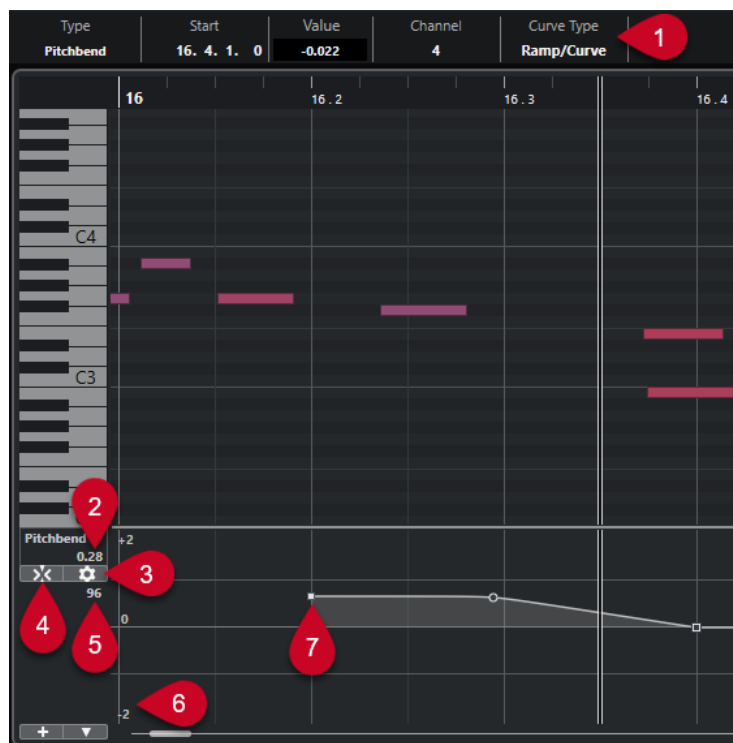 Type Start Value Channel Curve Type
Pitchbend 16. 4. 1. 0 -0.022 4 Ramp/Curve
1
16 16.2 16.3 16.4
C4
C3
2
Pitchbend +2
0.28
3
96
4 5 0 7
6
-2